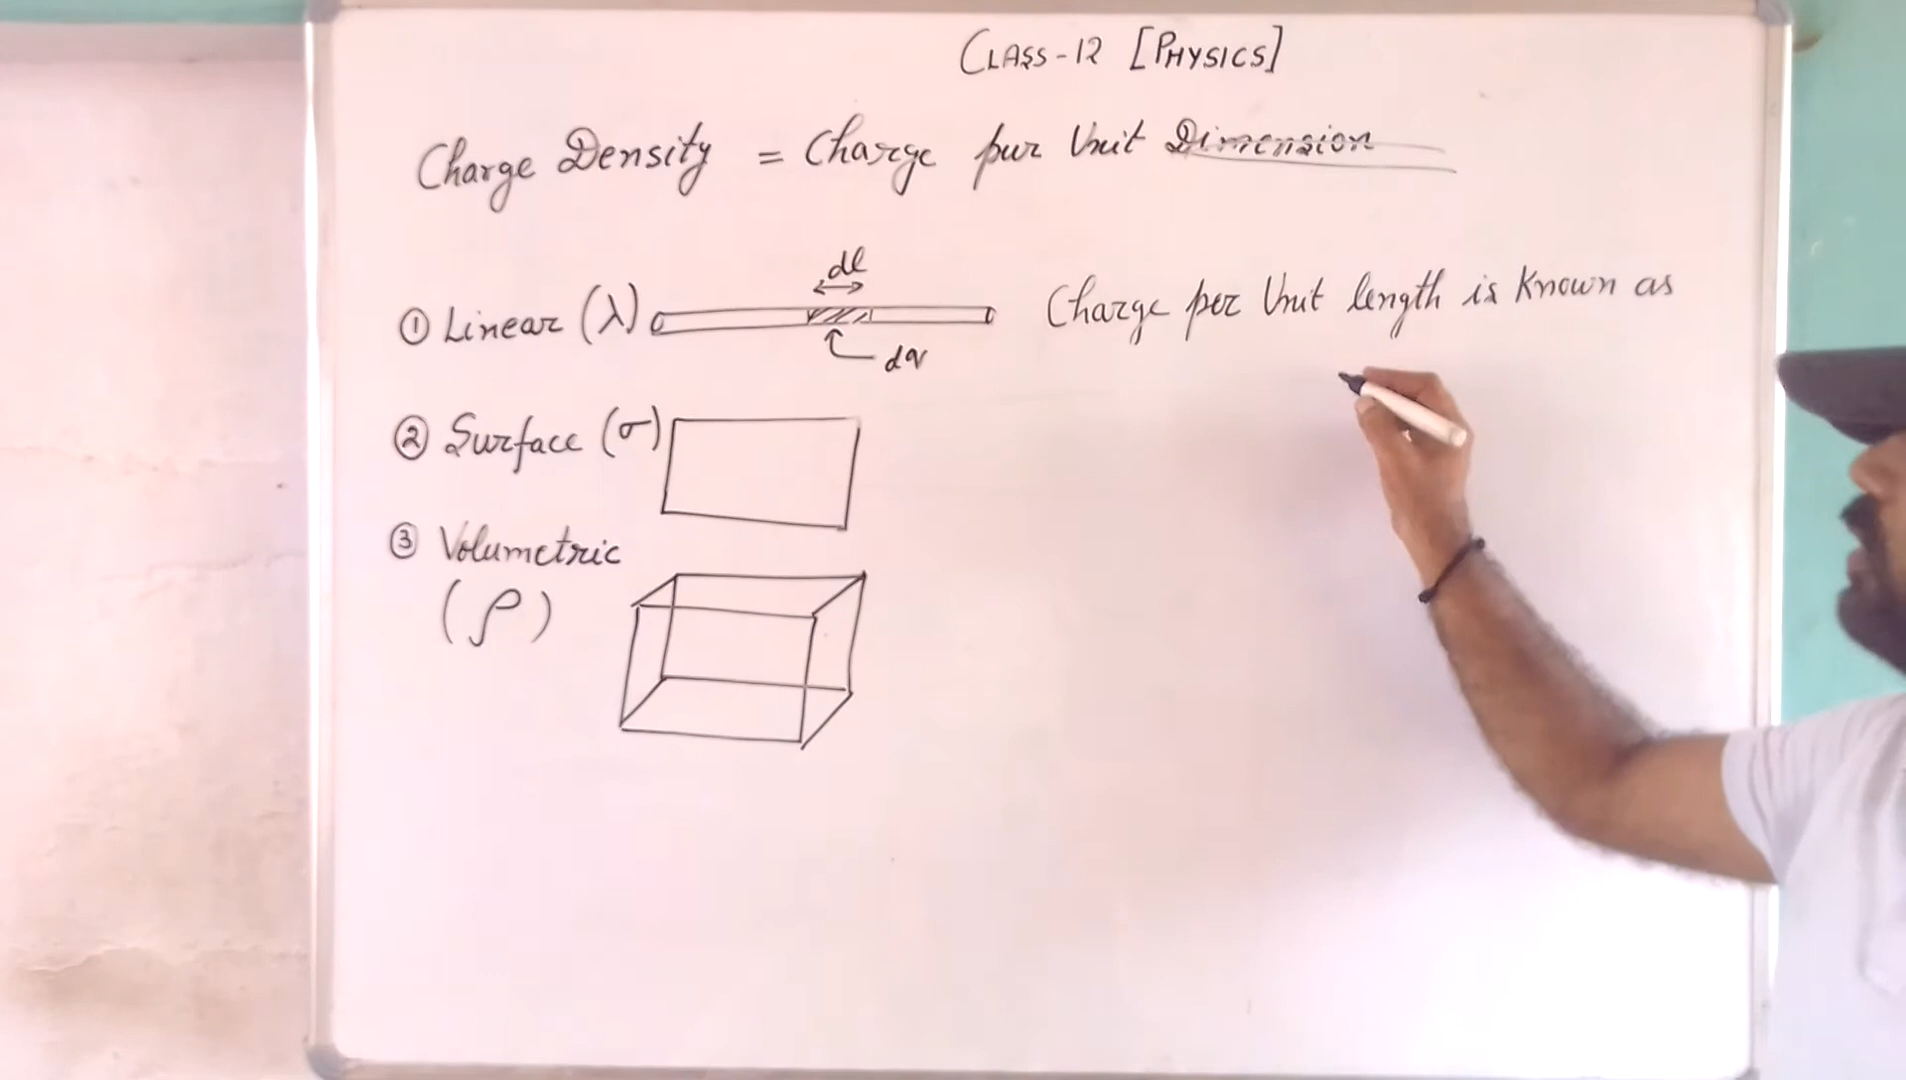 CLASS-12 [PHYSICS]
Charge Density = Charge pur Unit Dimension
① Linear (λ)
dl
dq
Charge per Unit length is known as
② Surface (σ)
③ Volumetric
(ρ)